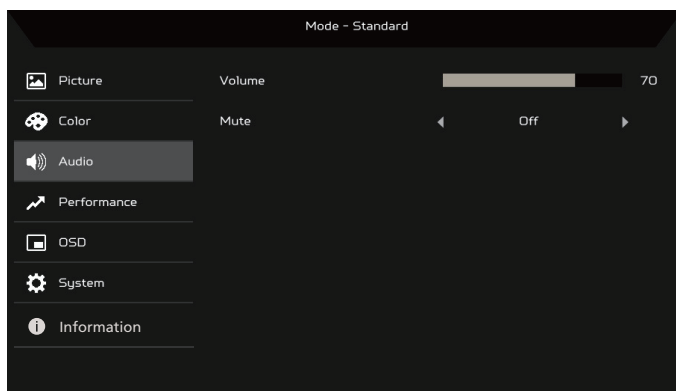 Mode - Standard
Picture
Volume 70
Color
Mute Off
Audio
Performance
OSD
System
Information